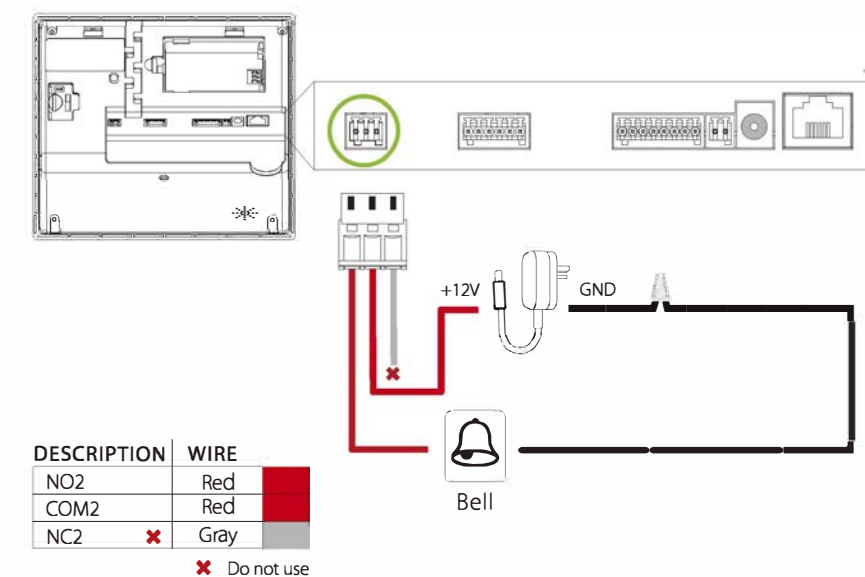 +12V
GND
Bell
DESCRIPTION WIRE
NO2 Red
COM2 Red
NC2 ✖ Gray
✖ Do not use